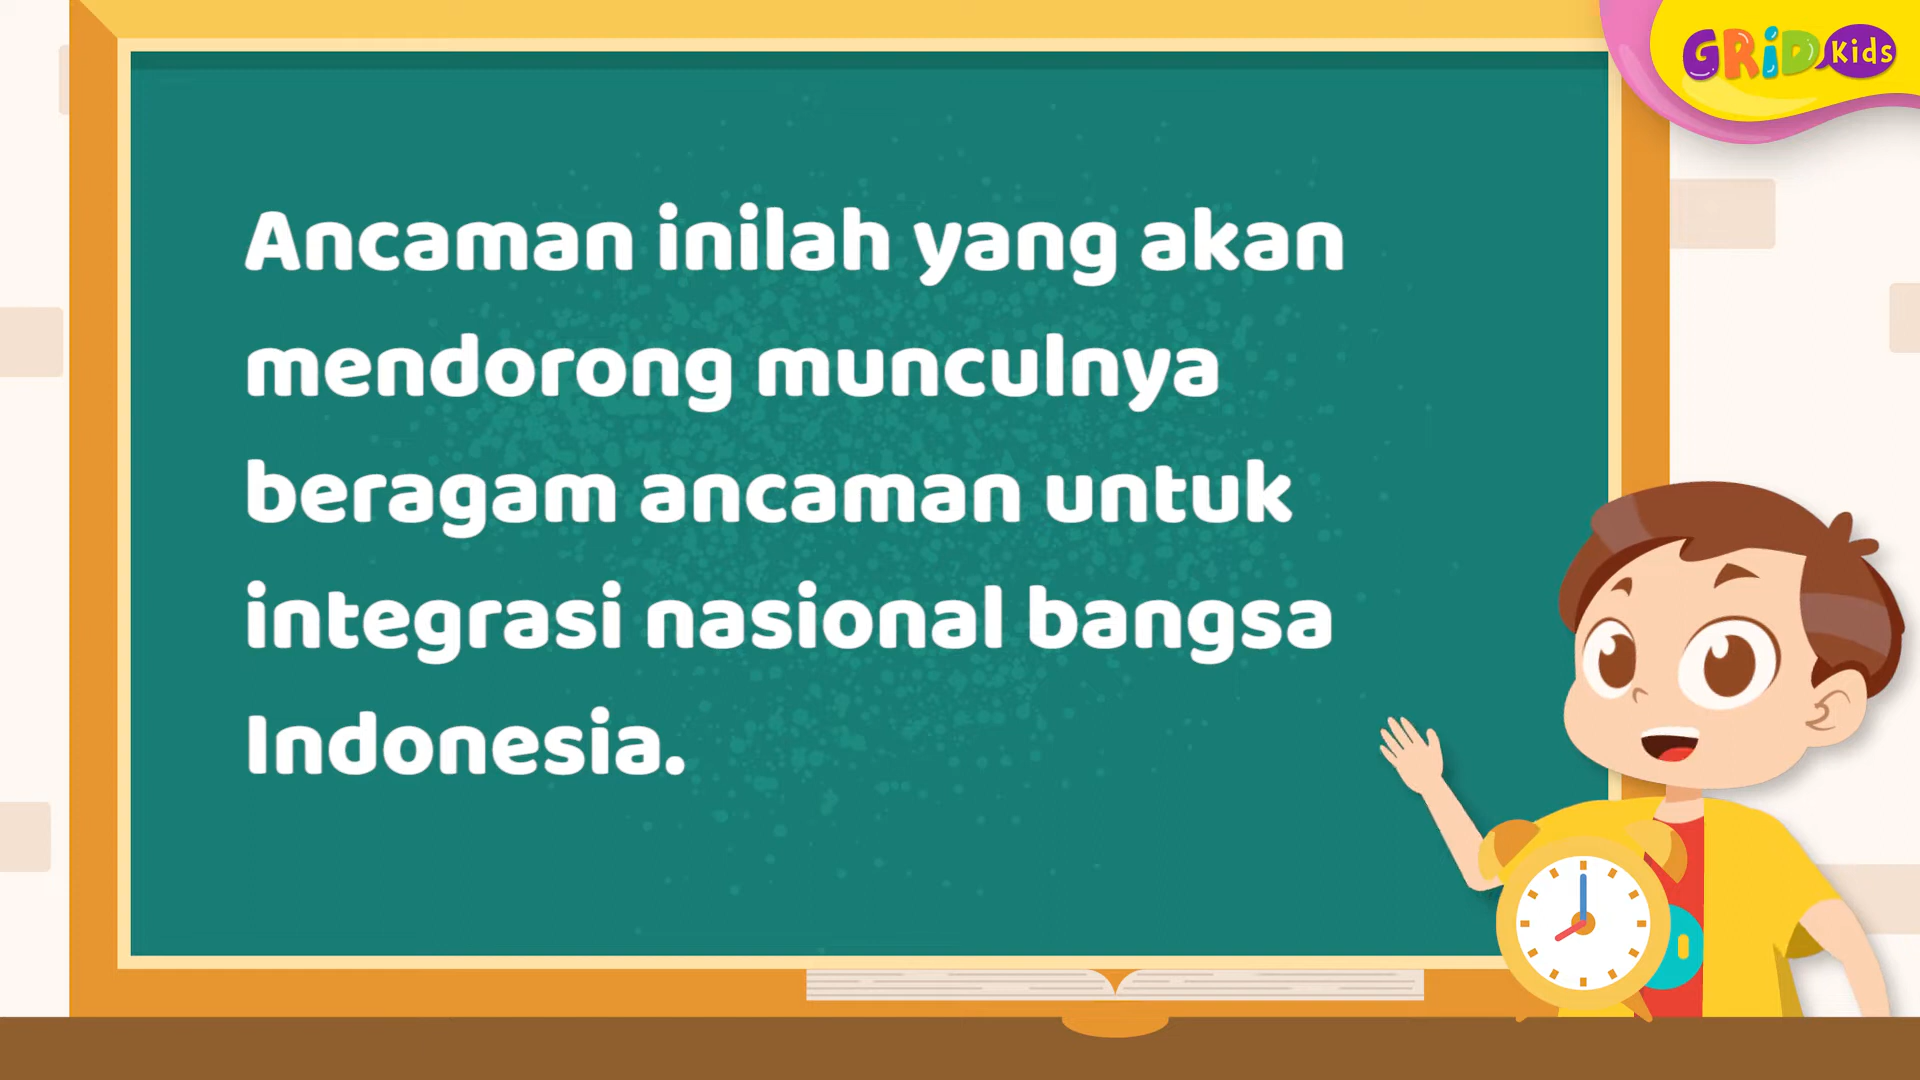 GRID Kids
Ancaman inilah yang akan
mendorong munculnya
beragam ancaman untuk
integrasi nasional bangsa
Indonesia.